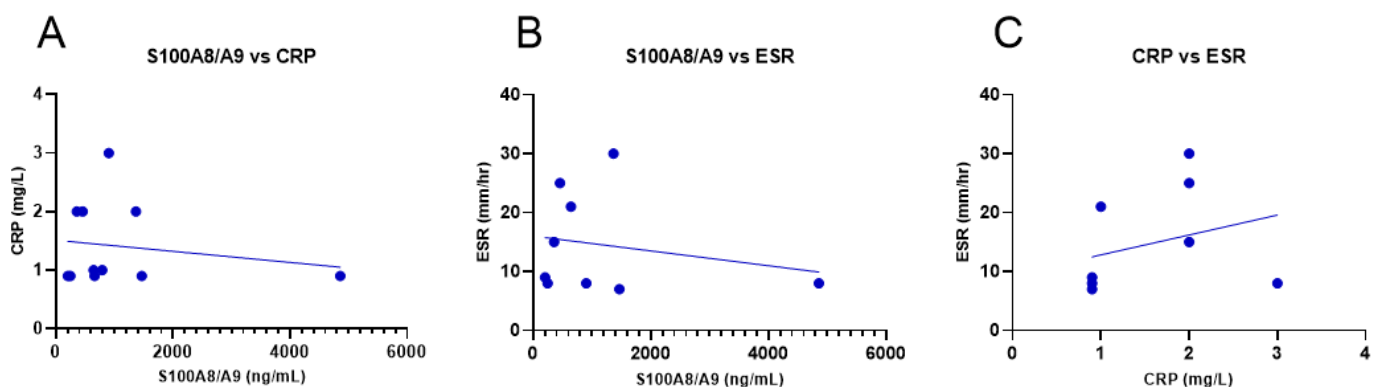 A
S100A8/A9 vs CRP
CRP (mg/L)
4
3
2
1
0
0 2000 4000 6000
S100A8/A9 (ng/mL)
B
S100A8/A9 vs ESR
ESR (mm/hr)
40
30
20
10
0
0 2000 4000 6000
S100A8/A9 (ng/mL)
C
CRP vs ESR
ESR (mm/hr)
40
30
20
10
0
0 1 2 3 4
CRP (mg/L)